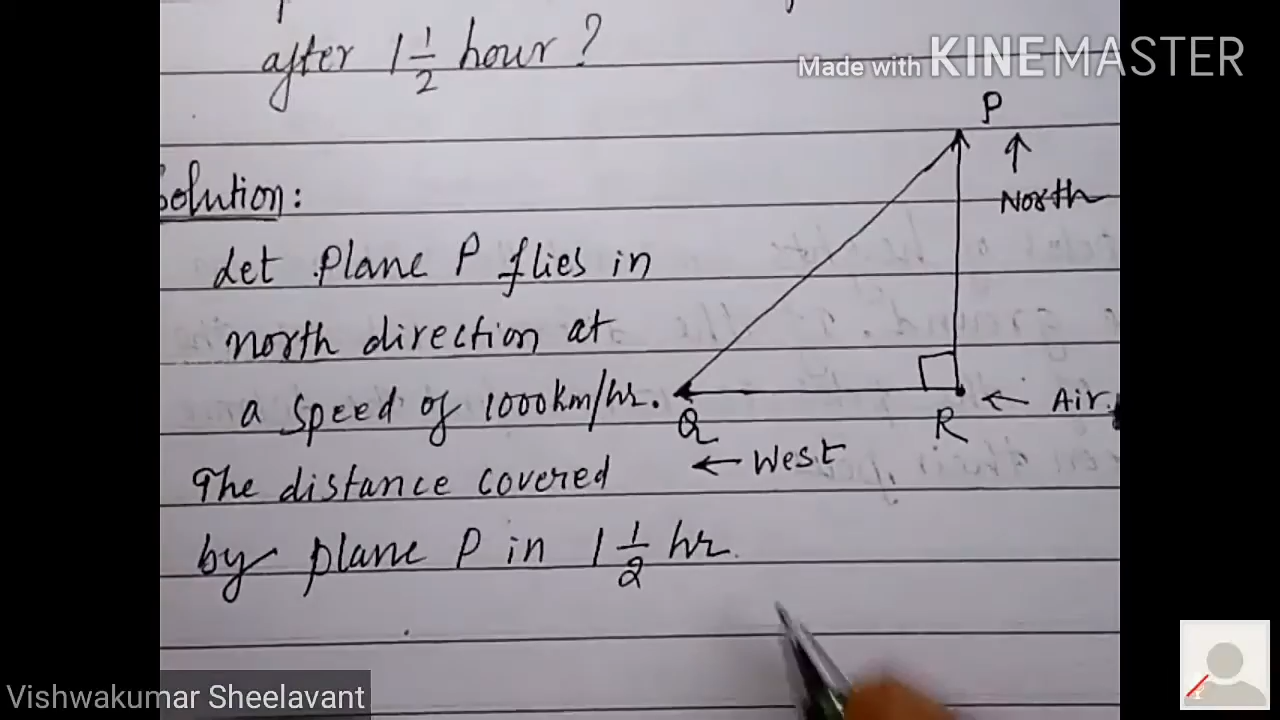 after 1 1/2 hour ?
Made with KINEMASTER
P
↑
North
Solution:
Let Plane P flies in
north direction at
a speed of 1000km/hr.
Q
R
← Air.
← West
The distance covered
by plane P in 1 1/2 hr.
Vishwakumar Sheelavant